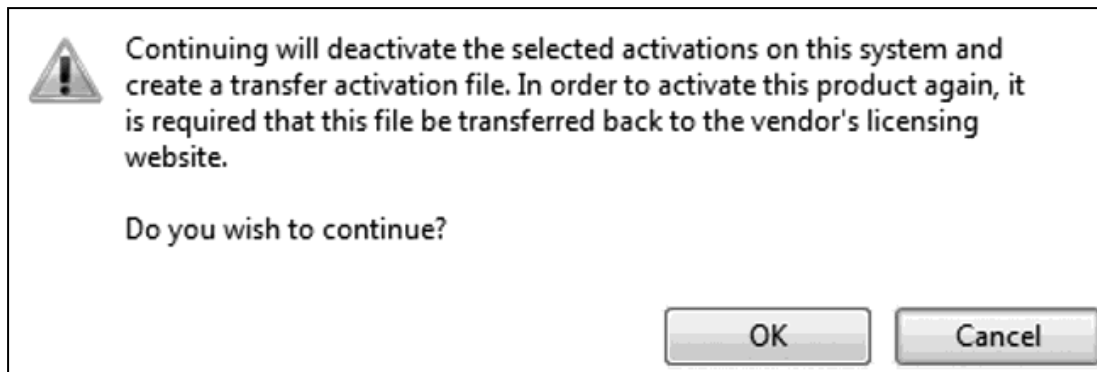 Continuing will deactivate the selected activations on this system and
create a transfer activation file. In order to activate this product again, it
is required that this file be transferred back to the vendor's licensing
website.
Do you wish to continue?
OK
Cancel